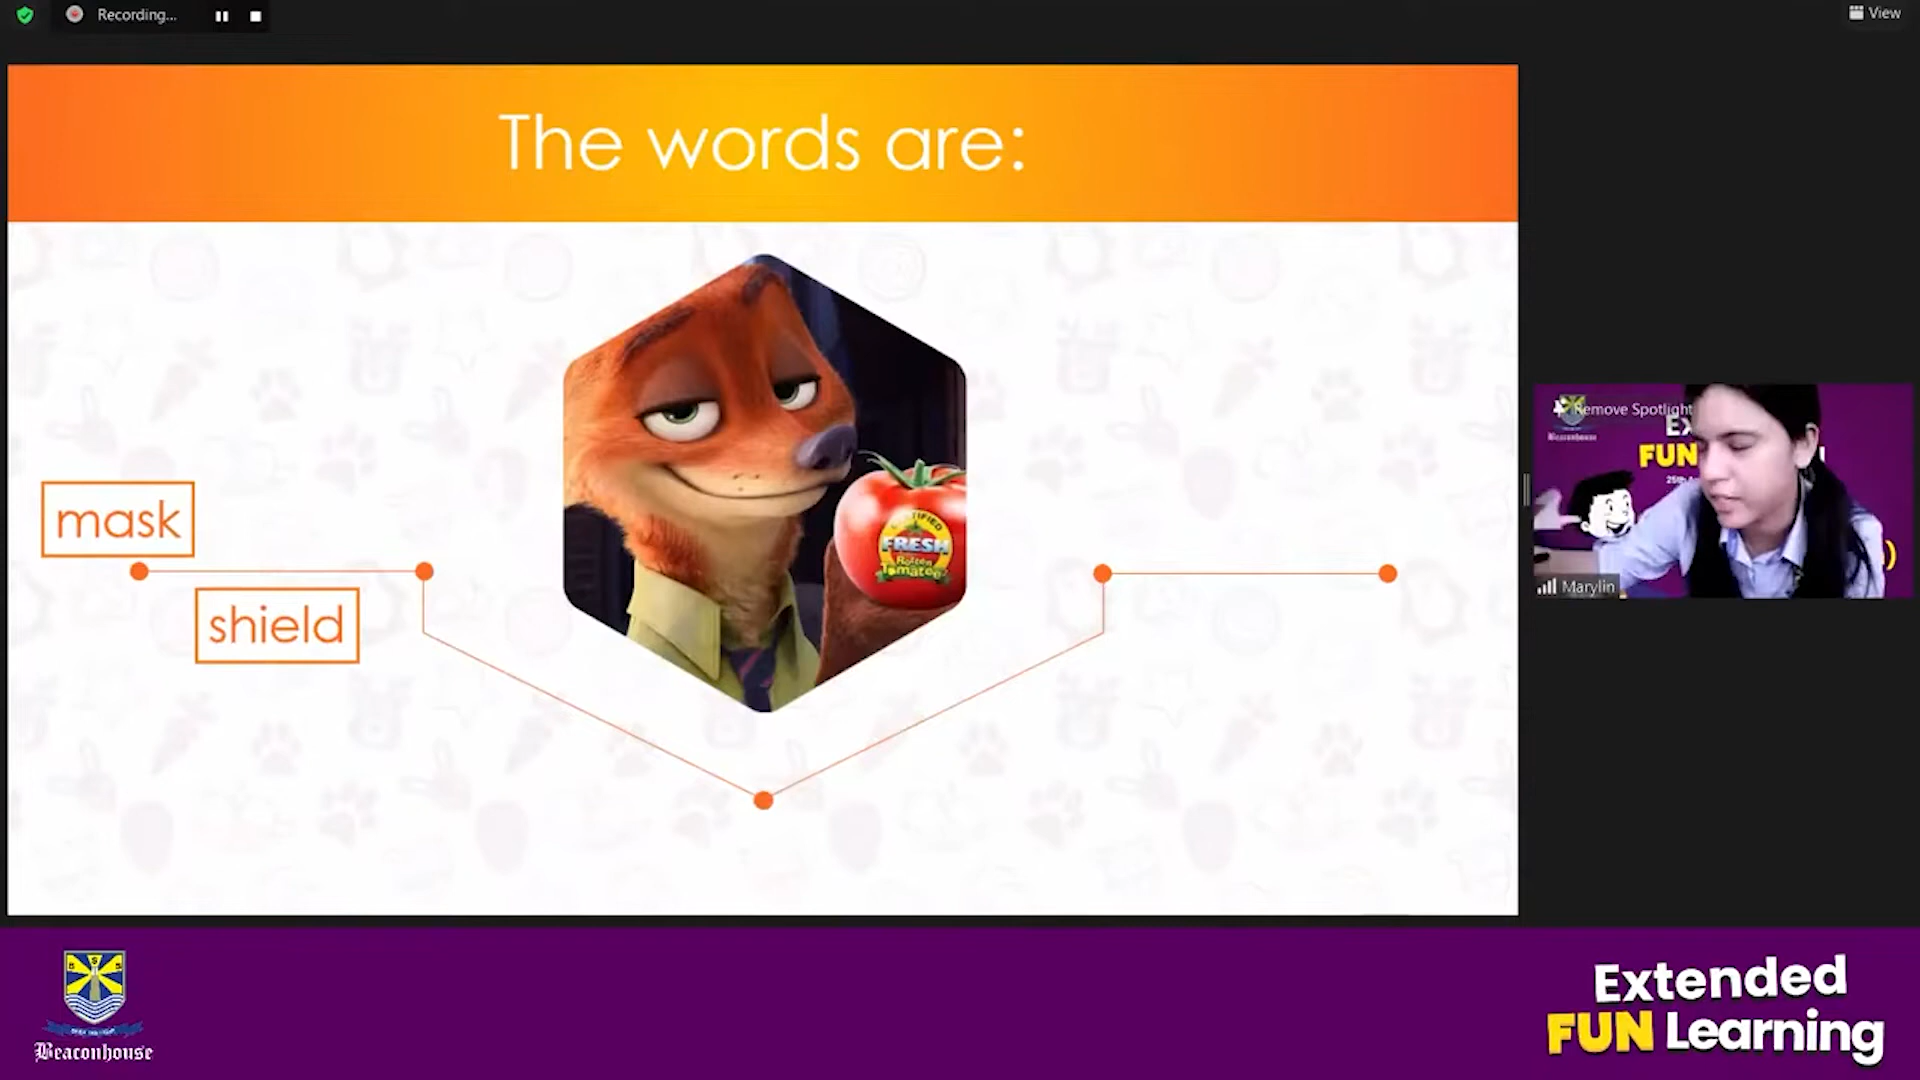 Recording...
View
The words are:
mask
shield
CERTIFIED
FRESH
Rotten
Tomatoes
Remove Spotlight
Beaconhouse
FUN
Marylin
Beaconhouse
Extended
FUN Learning